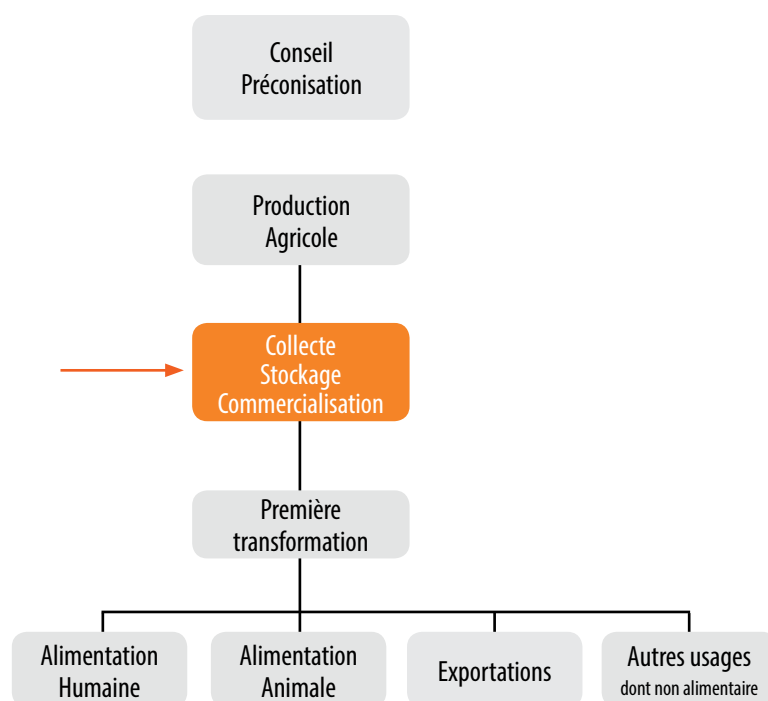 Conseil
Préconisation
Production
Agricole
Collecte
Stockage
Commercialisation
Première
transformation
Alimentation
Humaine
Alimentation
Animale
Exportations
Autres usages
dont non alimentaire